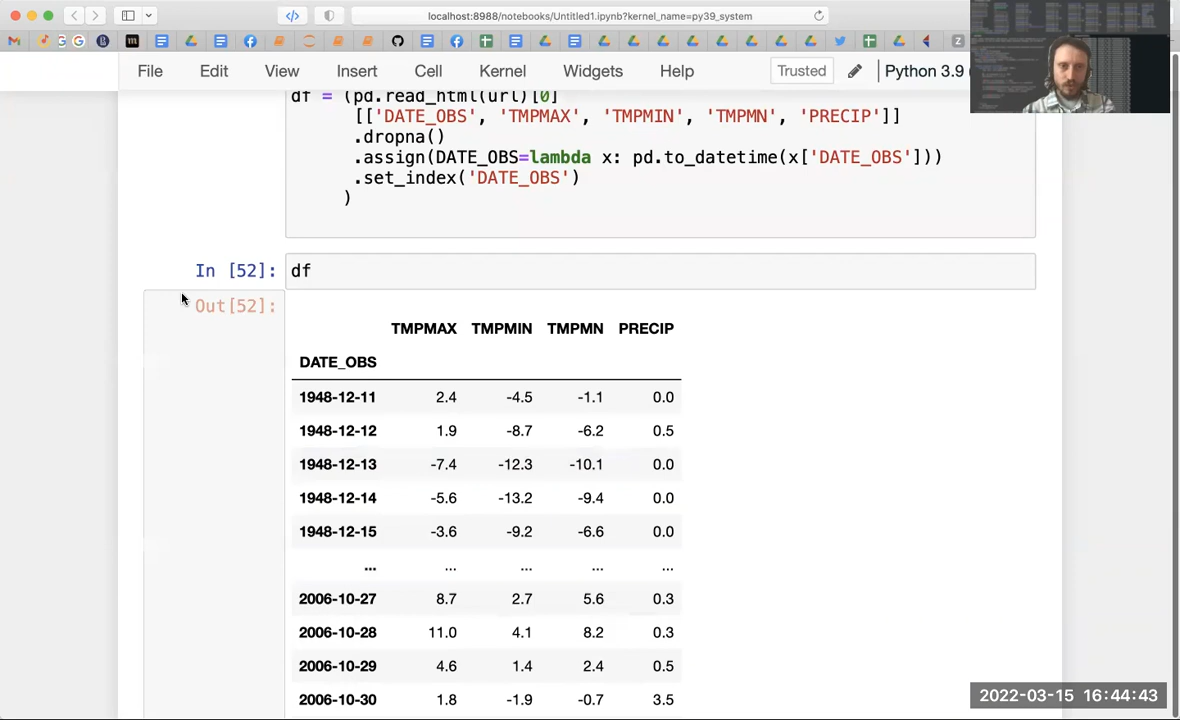 localhost:8988/notebooks/Untitled1.ipynb?kernel_name=py39_system
File Edit View Insert Cell Kernel Widgets Help Trusted Python 3.9
df = (pd.read_html(url)[0]
[['DATE_OBS', 'TMPMAX', 'TMPMIN', 'TMPMN', 'PRECIP']]
.dropna()
.assign(DATE_OBS=lambda x: pd.to_datetime(x['DATE_OBS']))
.set_index('DATE_OBS')
)
In [52]: df
Out[52]:
TMPMAX TMPMIN TMPMN PRECIP
DATE_OBS
1948-12-11 2.4 -4.5 -1.1 0.0
1948-12-12 1.9 -8.7 -6.2 0.5
1948-12-13 -7.4 -12.3 -10.1 0.0
1948-12-14 -5.6 -13.2 -9.4 0.0
1948-12-15 -3.6 -9.2 -6.6 0.0
... ... ... ... ...
2006-10-27 8.7 2.7 5.6 0.3
2006-10-28 11.0 4.1 8.2 0.3
2006-10-29 4.6 1.4 2.4 0.5
2006-10-30 1.8 -1.9 -0.7 3.5
2022-03-15 16:44:43